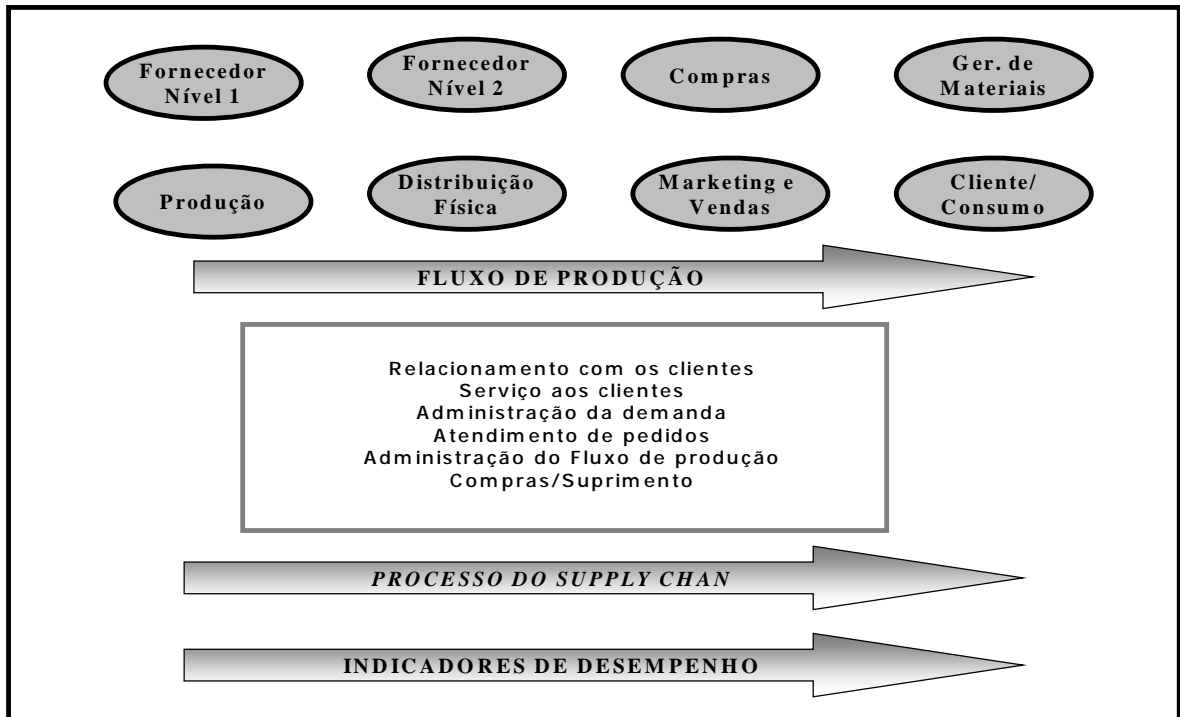 Fornecedor
Nível 1
Fornecedor
Nível 2
Compras
Ger. de
Materiais
Produção
Distribuição
Física
Marketing e
Vendas
Cliente/
Consumo
FLUXO DE PRODUÇÃO
Relacionamento com os clientes
Serviço aos clientes
Administração da demanda
Atendimento de pedidos
Administração do Fluxo de produção
Compras/Suprimento
PROCESSO DO SUPPLY CHAN
INDICADORES DE DESEMPENHO